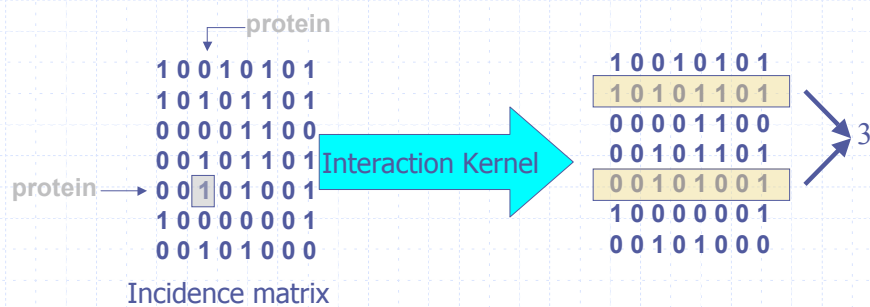 protein
1 0 0 1 0 1 0 1
1 0 1 0 1 1 0 1
0 0 0 0 1 1 0 0
0 0 1 0 1 1 0 1
protein 0 0 1 0 1 0 0 1
1 0 0 0 0 0 0 1
0 0 1 0 1 0 0 0
Incidence matrix
Interaction Kernel
1 0 0 1 0 1 0 1
1 0 1 0 1 1 0 1
0 0 0 0 1 1 0 0
0 0 1 0 1 1 0 1
0 0 1 0 1 0 0 1
1 0 0 0 0 0 0 1
0 0 1 0 1 0 0 0
3